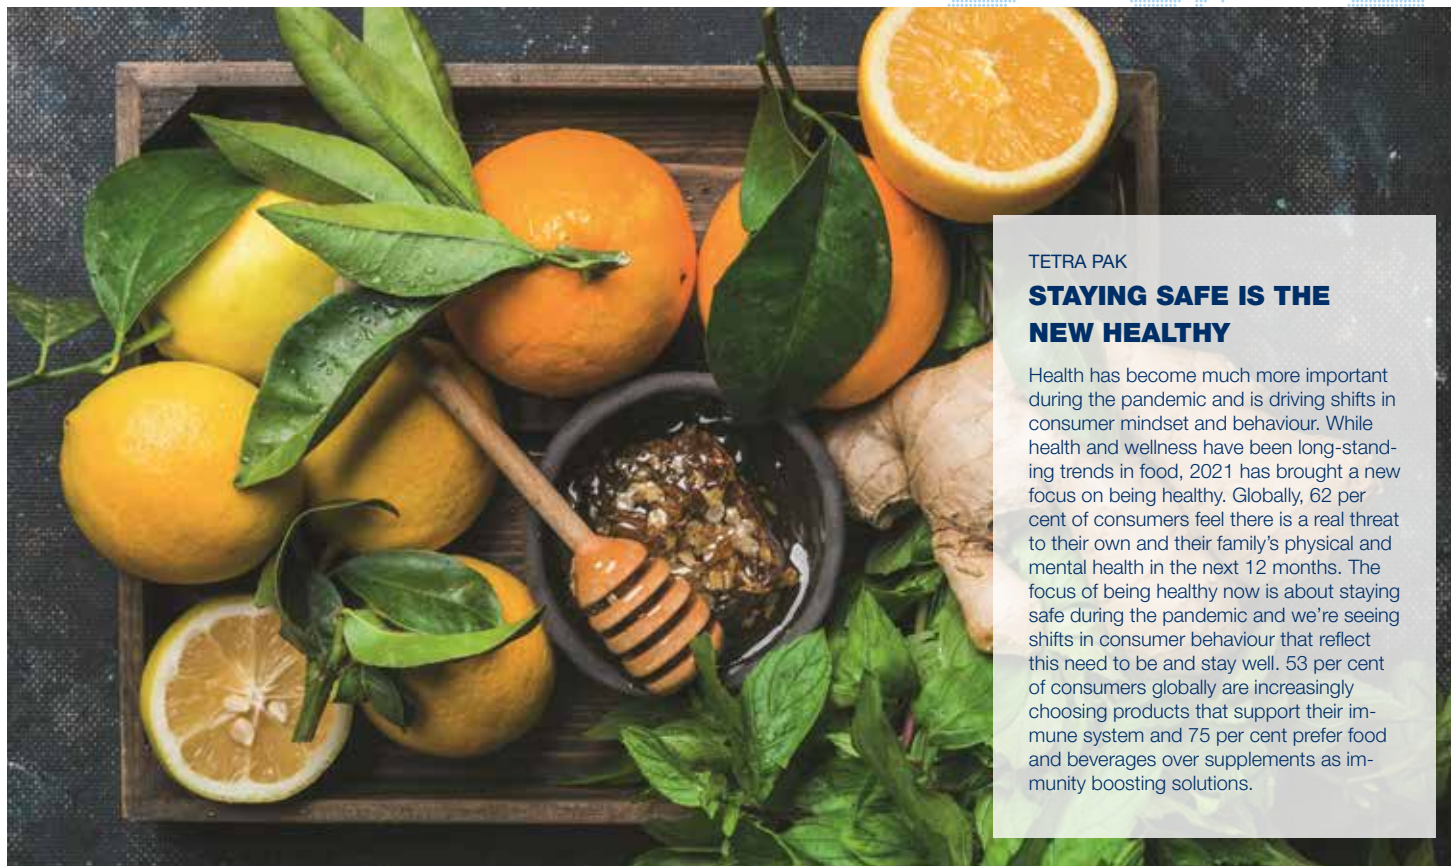 TETRA PAK
STAYING SAFE IS THE
NEW HEALTHY
Health has become much more important
during the pandemic and is driving shifts in
consumer mindset and behaviour. While
health and wellness have been long-stand-
ing trends in food, 2021 has brought a new
focus on being healthy. Globally, 62 per
cent of consumers feel there is a real threat
to their own and their family’s physical and
mental health in the next 12 months. The
focus of being healthy now is about staying
safe during the pandemic and we’re seeing
shifts in consumer behaviour that reflect
this need to be and stay well. 53 per cent
of consumers globally are increasingly
choosing products that support their im-
mune system and 75 per cent prefer food
and beverages over supplements as im-
munity boosting solutions.